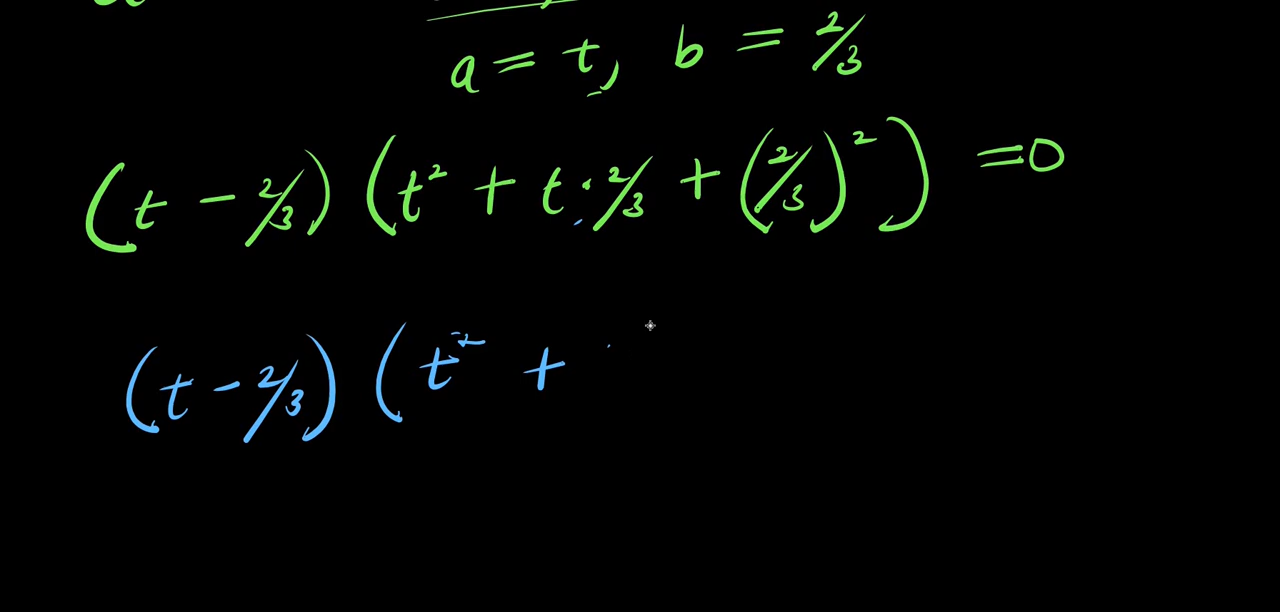 a = t, b = 2/3
(t - 2/3) (t² + t · 2/3 + (2/3)²) = 0
(t - 2/3) (t² +